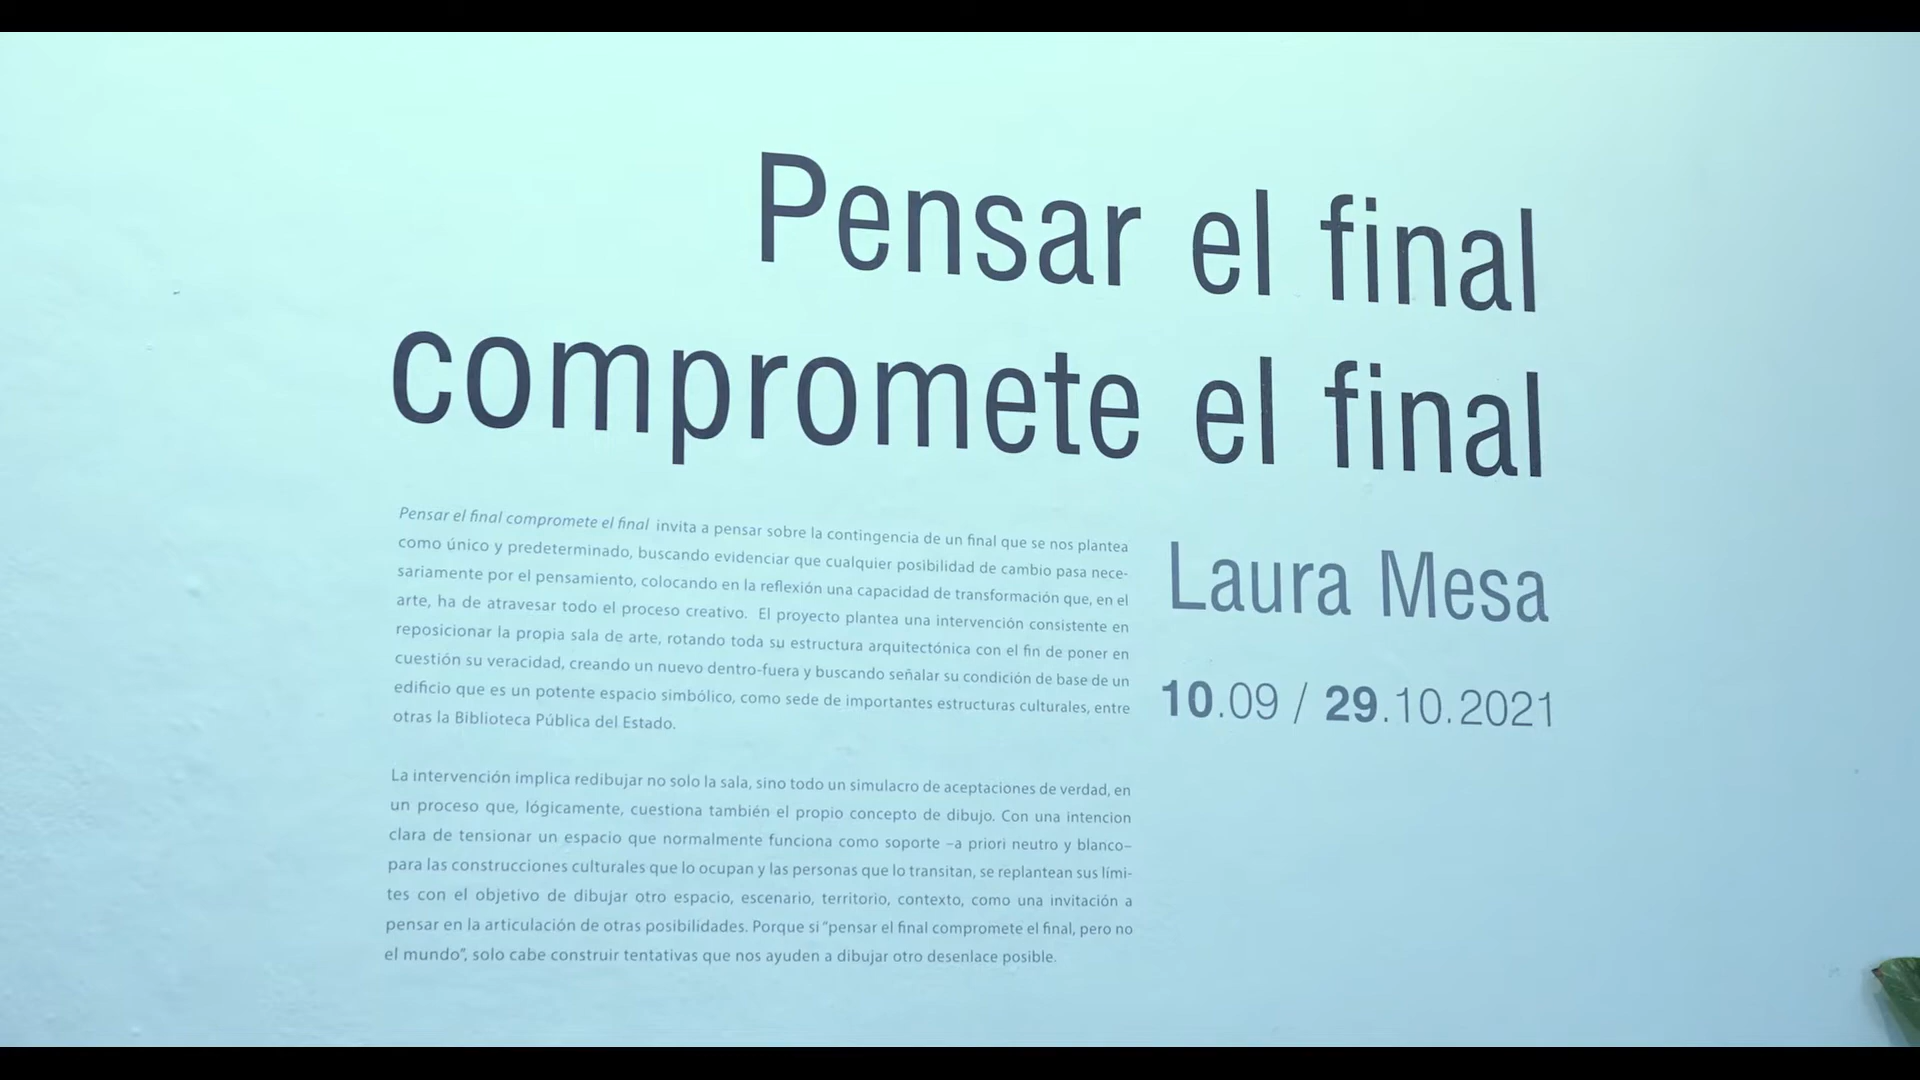 Pensar el final
compromete el final
Pensar el final compromete el final invita a pensar sobre la contingencia de un final que se nos plantea
como único y predeterminado, buscando evidenciar que cualquier posibilidad de cambio pasa nece-
sariamente por el pensamiento, colocando en la reflexión una capacidad de transformación que, en el
arte, ha de atravesar todo el proceso creativo. El proyecto plantea una intervención consistente en
reposicionar la propia sala de arte, rotando toda su estructura arquitectónica con el fin de poner en
cuestión su veracidad, creando un nuevo dentro-fuera y buscando señalar su condición de base de un
edificio que es un potente espacio simbólico, como sede de importantes estructuras culturales, entre
otras la Biblioteca Pública del Estado.
La intervención implica redibujar no solo la sala, sino todo un simulacro de aceptaciones de verdad, en
un proceso que, lógicamente, cuestiona también el propio concepto de dibujo. Con una intencion
clara de tensionar un espacio que normalmente funciona como soporte –a priori neutro y blanco–
para las construcciones culturales que lo ocupan y las personas que lo transitan, se replantean sus lími-
tes con el objetivo de dibujar otro espacio, escenario, territorio, contexto, como una invitación a
pensar en la articulación de otras posibilidades. Porque si “pensar el final compromete el final, pero no
el mundo”, solo cabe construir tentativas que nos ayuden a dibujar otro desenlace posible.
Laura Mesa
10.09 / 29.10.2021